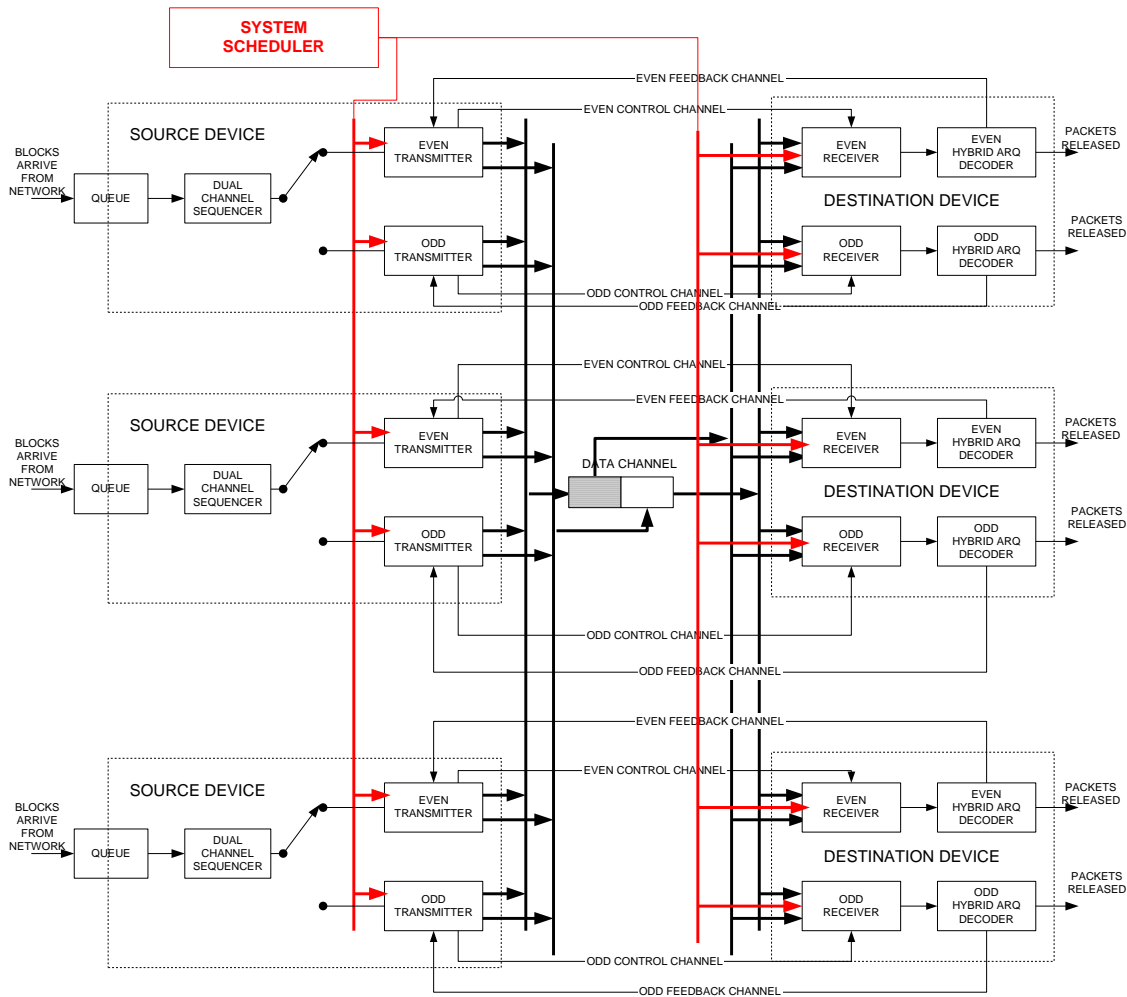 SYSTEM
SCHEDULER
EVEN FEEDBACK CHANNEL
EVEN CONTROL CHANNEL
SOURCE DEVICE
BLOCKS
ARRIVE
FROM
NETWORK
QUEUE
DUAL
CHANNEL
SEQUENCER
EVEN
TRANSMITTER
ODD
TRANSMITTER
EVEN
RECEIVER
EVEN
HYBRID ARQ
DECODER
PACKETS
RELEASED
DESTINATION DEVICE
ODD
RECEIVER
ODD
HYBRID ARQ
DECODER
PACKETS
RELEASED
ODD CONTROL CHANNEL
ODD FEEDBACK CHANNEL
EVEN CONTROL CHANNEL
EVEN FEEDBACK CHANNEL
SOURCE DEVICE
BLOCKS
ARRIVE
FROM
NETWORK
QUEUE
DUAL
CHANNEL
SEQUENCER
EVEN
TRANSMITTER
ODD
TRANSMITTER
DATA CHANNEL
EVEN
RECEIVER
EVEN
HYBRID ARQ
DECODER
PACKETS
RELEASED
DESTINATION DEVICE
ODD
RECEIVER
ODD
HYBRID ARQ
DECODER
PACKETS
RELEASED
ODD CONTROL CHANNEL
ODD FEEDBACK CHANNEL
EVEN FEEDBACK CHANNEL
EVEN CONTROL CHANNEL
SOURCE DEVICE
BLOCKS
ARRIVE
FROM
NETWORK
QUEUE
DUAL
CHANNEL
SEQUENCER
EVEN
TRANSMITTER
ODD
TRANSMITTER
EVEN
RECEIVER
EVEN
HYBRID ARQ
DECODER
PACKETS
RELEASED
DESTINATION DEVICE
ODD
RECEIVER
ODD
HYBRID ARQ
DECODER
PACKETS
RELEASED
ODD CONTROL CHANNEL
ODD FEEDBACK CHANNEL